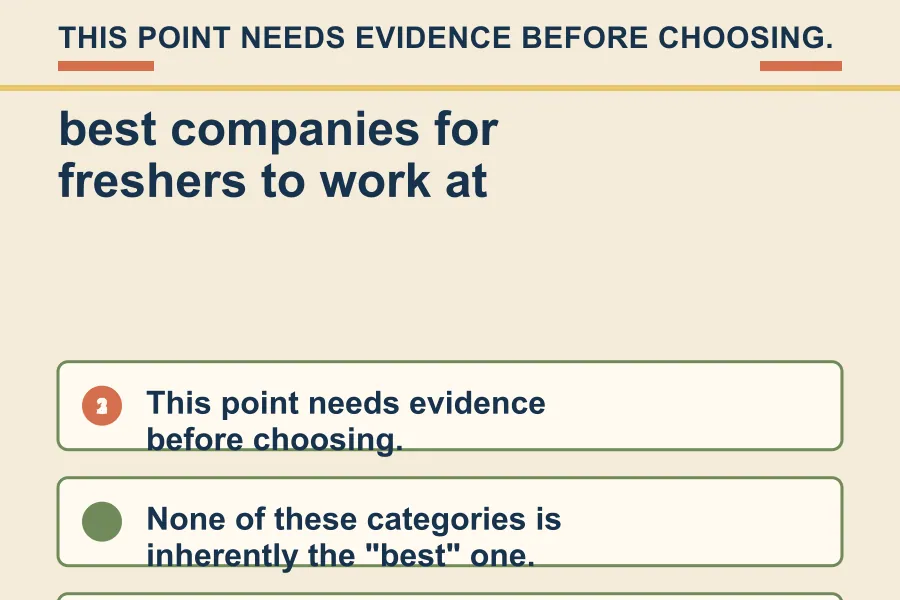 THIS POINT NEEDS EVIDENCE BEFORE CHOOSING.
best companies for
freshers to work at
This point needs evidence
before choosing.
None of these categories is
inherently the "best" one.